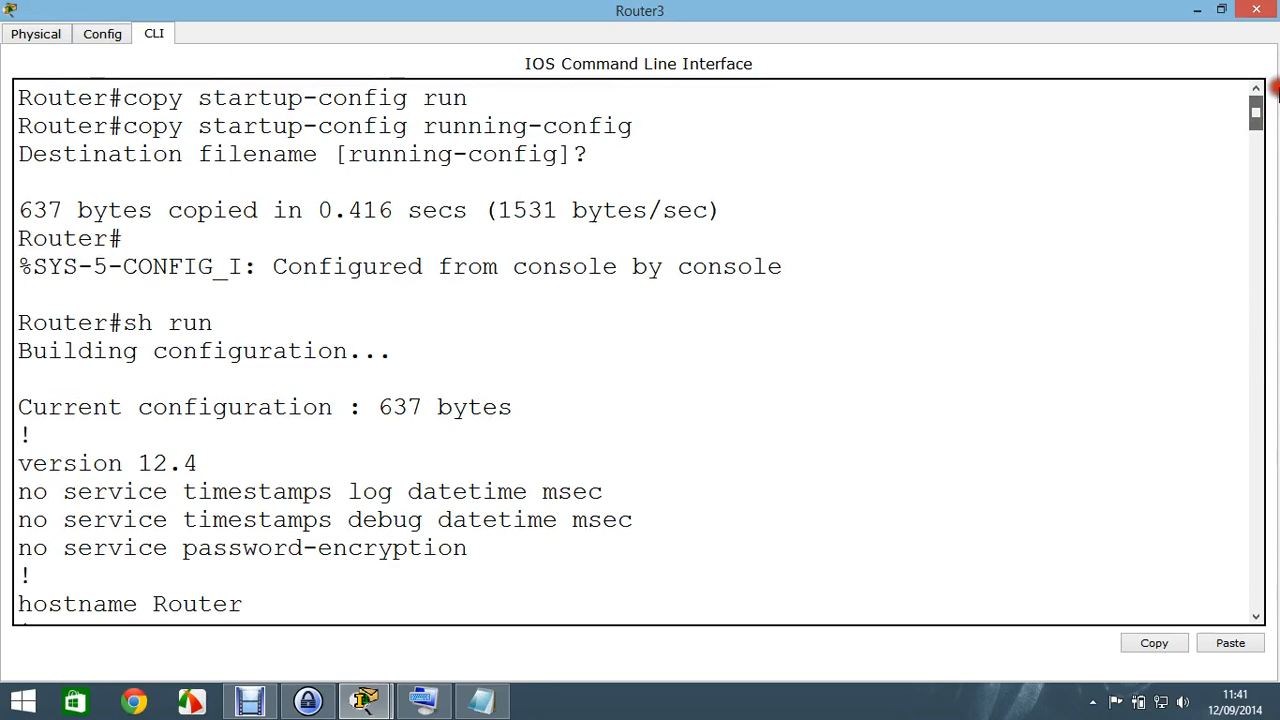 Router3
Physical
Config
CLI
IOS Command Line Interface
Router#copy startup-config run
Router#copy startup-config running-config
Destination filename [running-config]?
637 bytes copied in 0.416 secs (1531 bytes/sec)
Router#
%SYS-5-CONFIG_I: Configured from console by console
Router#sh run
Building configuration...
Current configuration : 637 bytes
!
version 12.4
no service timestamps log datetime msec
no service timestamps debug datetime msec
no service password-encryption
!
hostname Router
Copy
Paste
11:41
12/09/2014